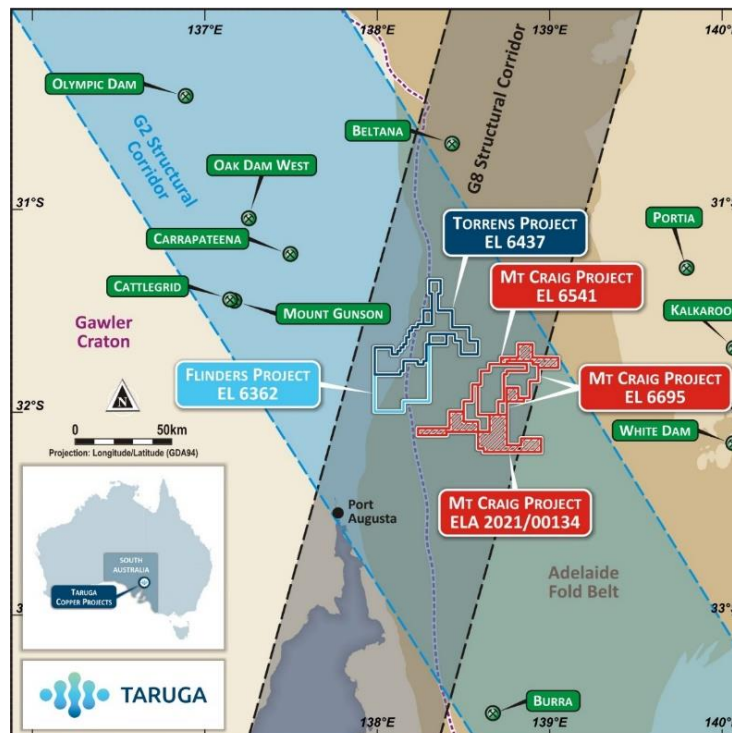 137°E
138°E
139°E
140°
OLYMPIC DAM
G2 Structural
Corridor
BELTANA
G8 Structural Corridor
OAK DAM WEST
31°S
31°S
TORRENS PROJECT
EL 6437
PORTIA
CARRAPATEENA
MT CRAIG PROJECT
EL 6541
CATTLEGRID
MOUNT GUNSON
KALKAROO
Gawler
Craton
FLINDERS PROJECT
EL 6362
MT CRAIG PROJECT
EL 6695
N
32°S
0
50km
Projection: Longitude/Latitude (GDA94)
WHITE DAM
MT CRAIG PROJECT
ELA 2021/00134
Port
Augusta
SOUTH
AUSTRALIA
TARUGA
COPPER PROJECTS
Adelaide
Fold Belt
33°S
TARUGA
BURRA
138°E
139°E
140°